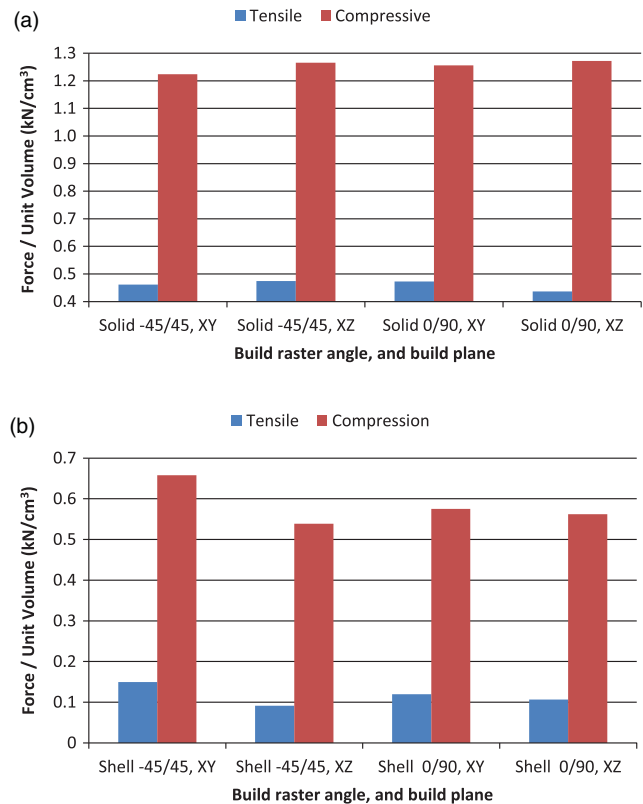 (a)
Tensile Compressive
Force / Unit Volume (kN/cm³)
1.3
1.2
1.1
1.0
0.9
0.8
0.7
0.6
0.5
0.4
Solid -45/45, XY Solid -45/45, XZ Solid 0/90, XY Solid 0/90, XZ
Build raster angle, and build plane
(b)
Tensile Compression
Force / Unit Volume (kN/cm³)
0.7
0.6
0.5
0.4
0.3
0.2
0.1
0
Shell -45/45, XY Shell -45/45, XZ Shell 0/90, XY Shell 0/90, XZ
Build raster angle, and build plane